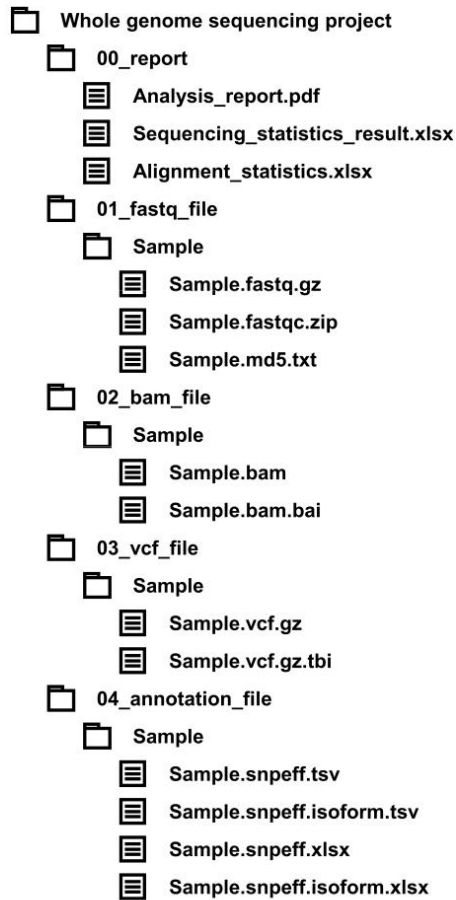 Whole genome sequencing project
00_report
Analysis_report.pdf
Sequencing_statistics_result.xlsx
Alignment_statistics.xlsx
01_fastq_file
Sample
Sample.fastq.gz
Sample.fastqc.zip
Sample.md5.txt
02_bam_file
Sample
Sample.bam
Sample.bam.bai
03_vcf_file
Sample
Sample.vcf.gz
Sample.vcf.gz.tbi
04_annotation_file
Sample
Sample.snpeff.tsv
Sample.snpeff.isoform.tsv
Sample.snpeff.xlsx
Sample.snpeff.isoform.xlsx